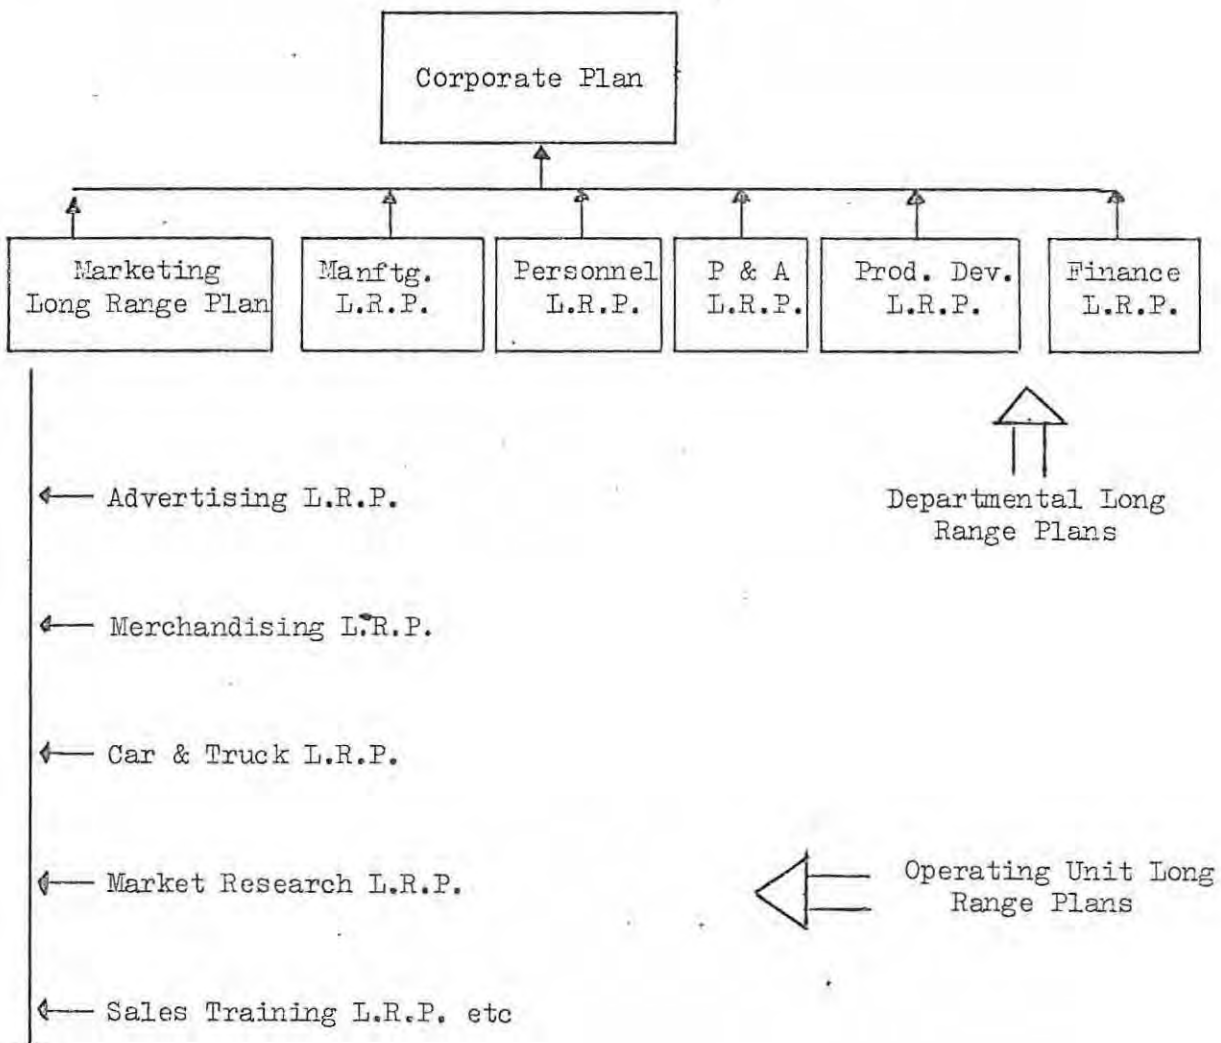 Corporate Plan
Marketing
Long Range Plan
Manftg.
L.R.P.
Personnel
L.R.P.
P & A
L.R.P.
Prod. Dev.
L.R.P.
Finance
L.R.P.
Departmental Long
Range Plans
Advertising L.R.P.
Merchandising L.R.P.
Car & Truck L.R.P.
Market Research L.R.P.
Operating Unit Long
Range Plans
Sales Training L.R.P. etc